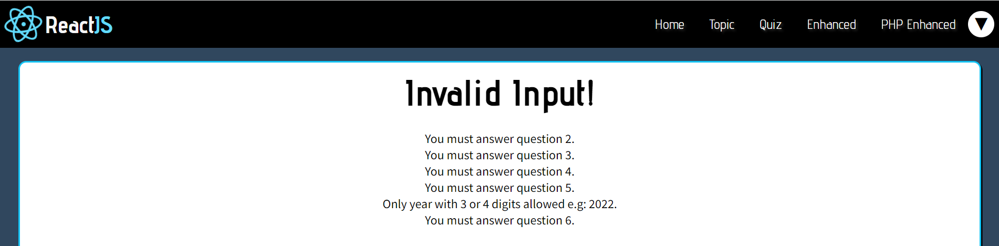 ReactJS Home Topic Quiz Enhanced PHP Enhanced ▼
Invalid Input!
You must answer question 2.
You must answer question 3.
You must answer question 4.
You must answer question 5.
Only year with 3 or 4 digits allowed e.g: 2022.
You must answer question 6.